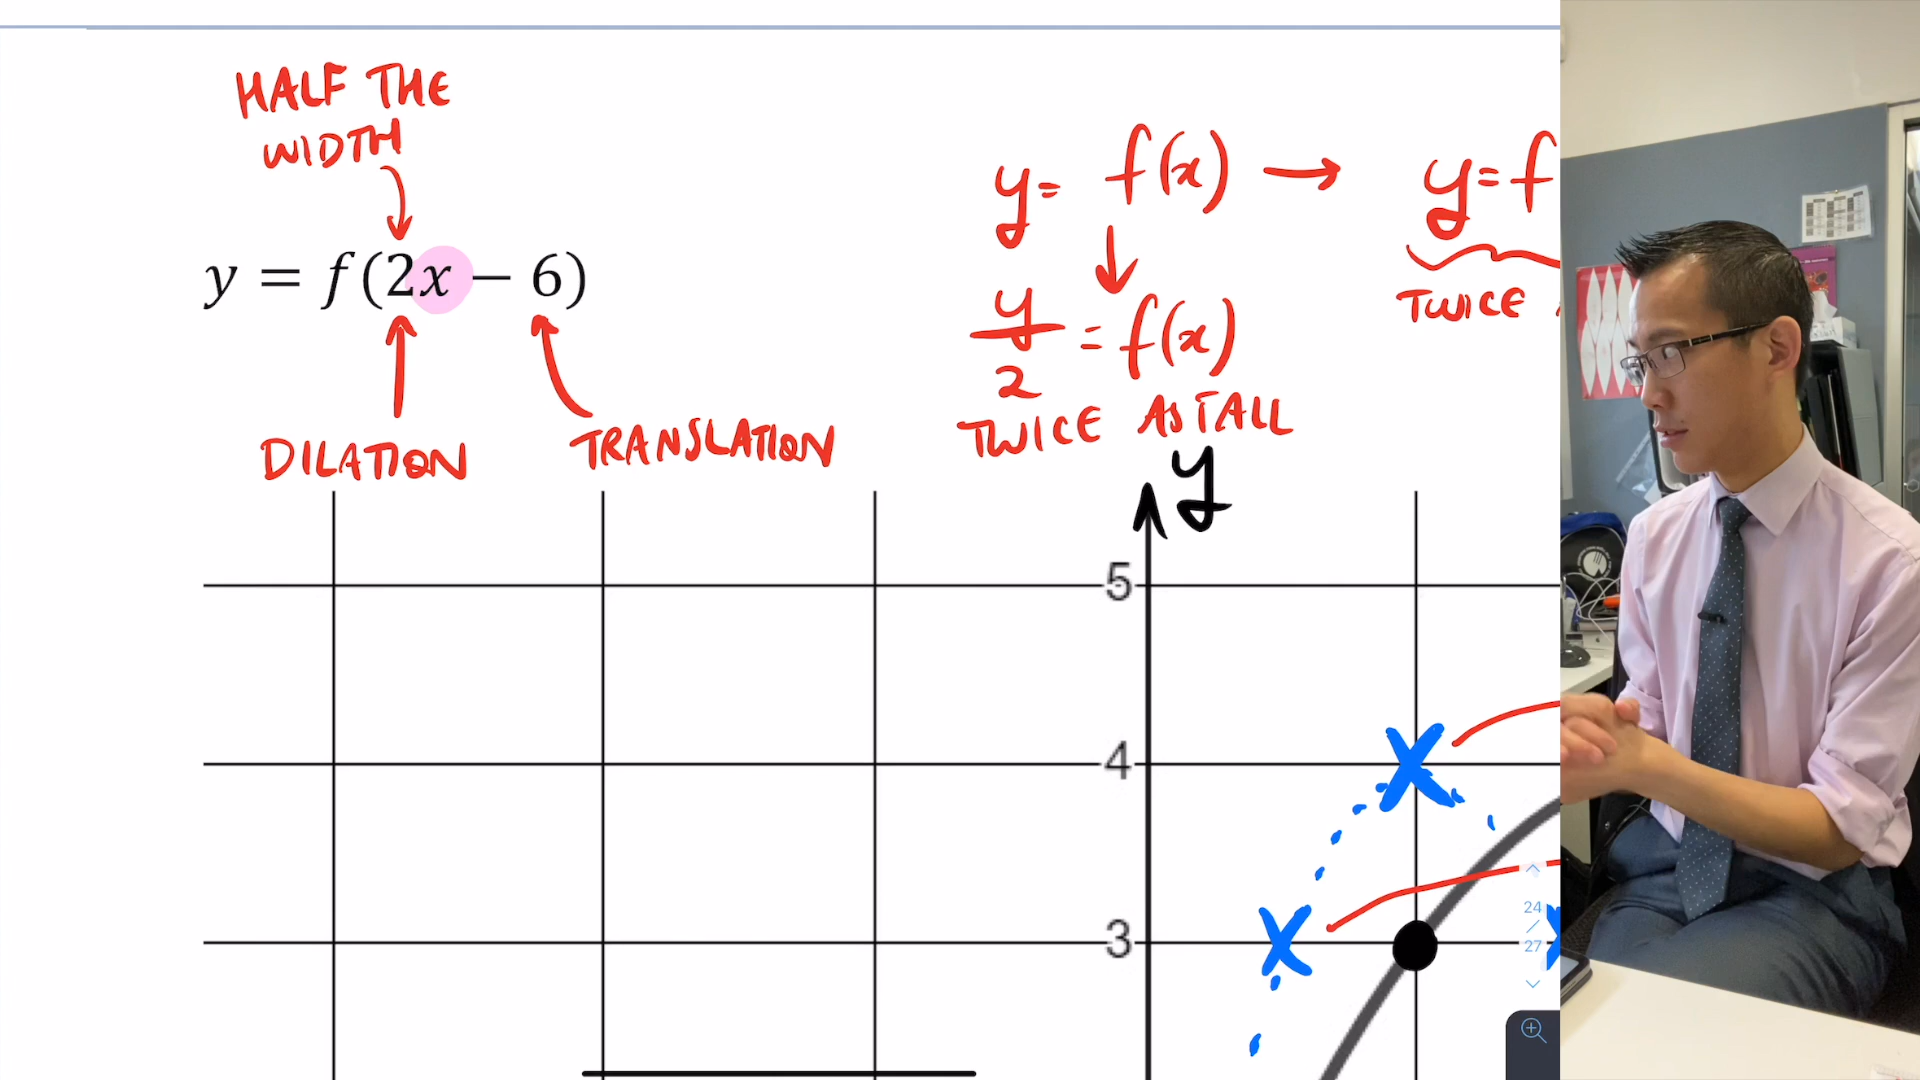 HALF THE
WIDTH
y = f(2x − 6)
DILATION
TRANSLATION
y = f(x) → y = f
y/2 = f(x)
TWICE AS TALL
TWICE
y
5
4
3
24
/
27